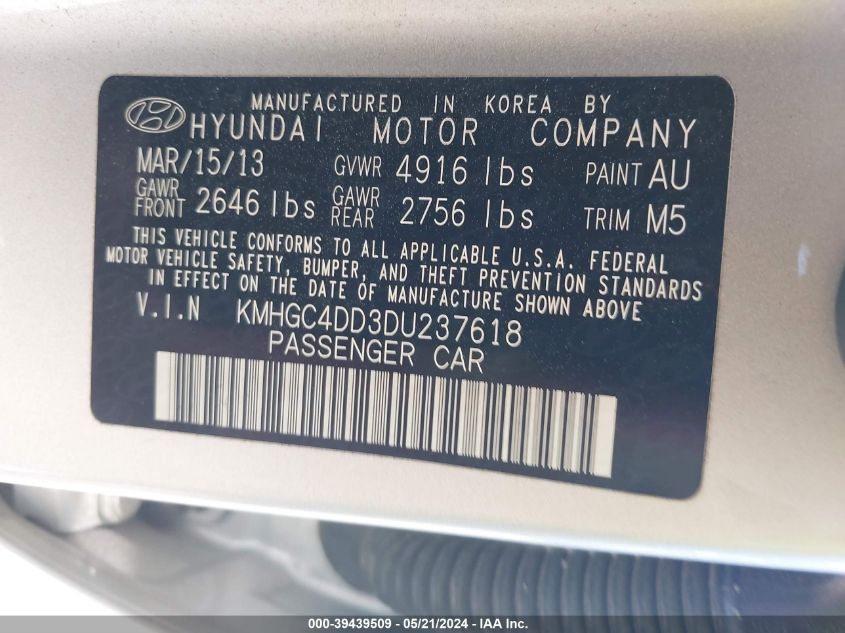 MANUFACTURED IN KOREA BY
HYUNDAI MOTOR COMPANY
MAR/15/13 GVWR 4916 lbs PAINT AU
GAWR FRONT 2646 lbs GAWR REAR 2756 lbs TRIM M5
THIS VEHICLE CONFORMS TO ALL APPLICABLE U.S.A. FEDERAL
MOTOR VEHICLE SAFETY, BUMPER, AND THEFT PREVENTION STANDARDS
IN EFFECT ON THE DATE OF MANUFACTURE SHOWN ABOVE
V.I.N KMHGC4DD3DU237618
PASSENGER CAR
000-39439509 - 05/21/2024 - IAA Inc.